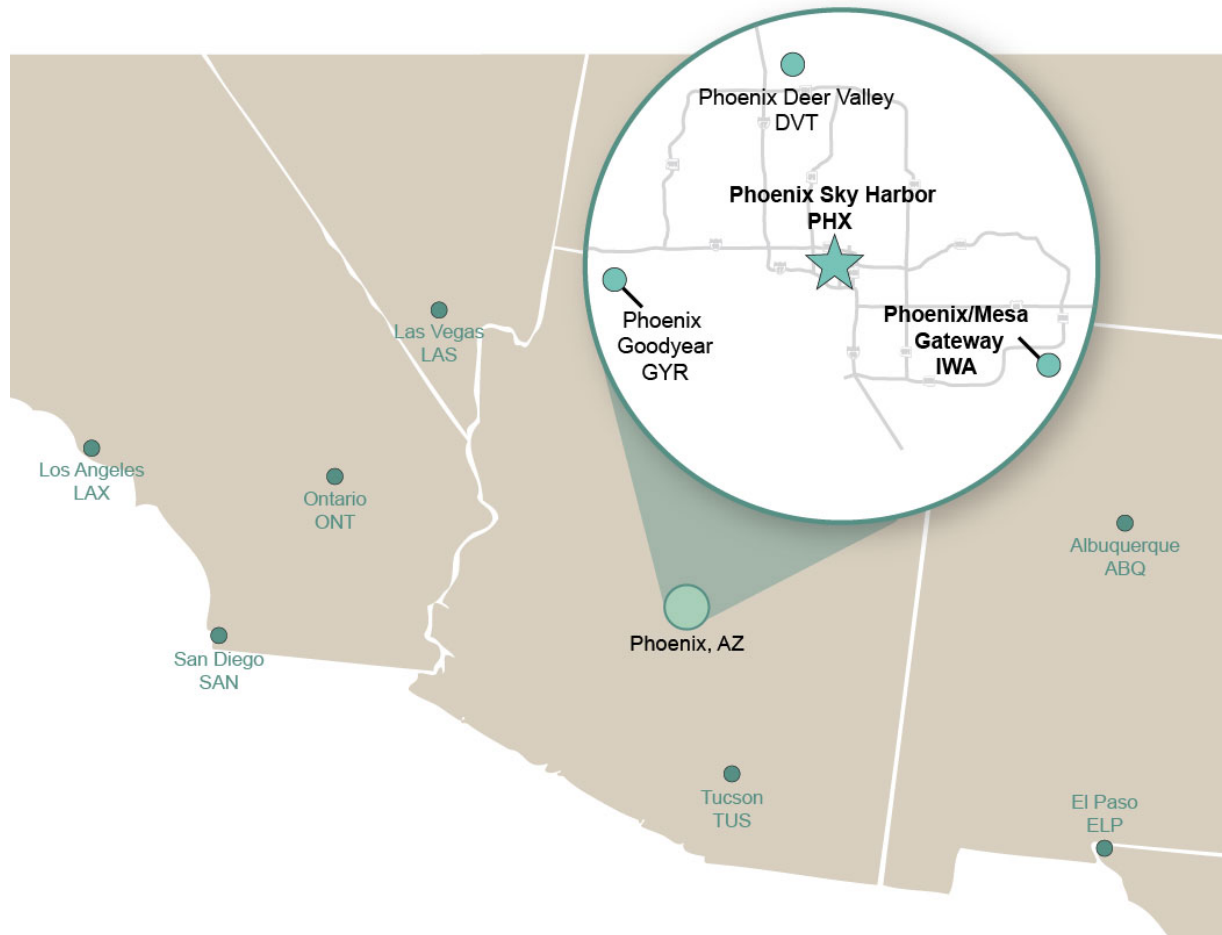 Phoenix Deer Valley
DVT
Phoenix Sky Harbor
PHX
Phoenix
Goodyear
GYR
Phoenix/Mesa
Gateway
IWA
Las Vegas
LAS
Los Angeles
LAX
Ontario
ONT
Albuquerque
ABQ
San Diego
SAN
Phoenix, AZ
Tucson
TUS
El Paso
ELP